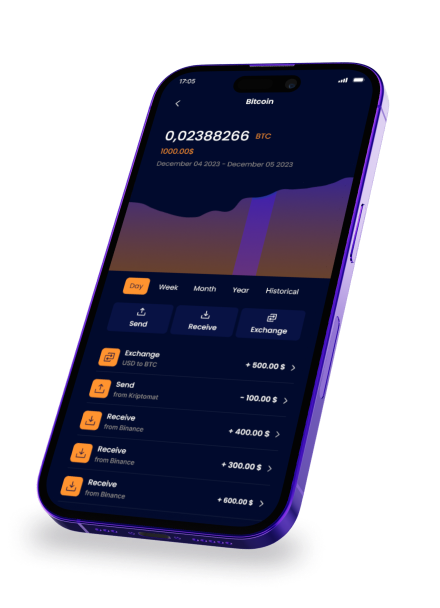 17:05
Bitcoin
0,02388266 BTC
1000.00$
December 04 2023 - December 05 2023
Day Week Month Year Historical
Send Receive Exchange
Exchange
USD to BTC
+ 500.00 $
Send
from Kriptomat
- 100.00 $
Receive
from Binance
+ 400.00 $
Receive
from Binance
+ 300.00 $
Receive
from Binance
+ 600.00 $